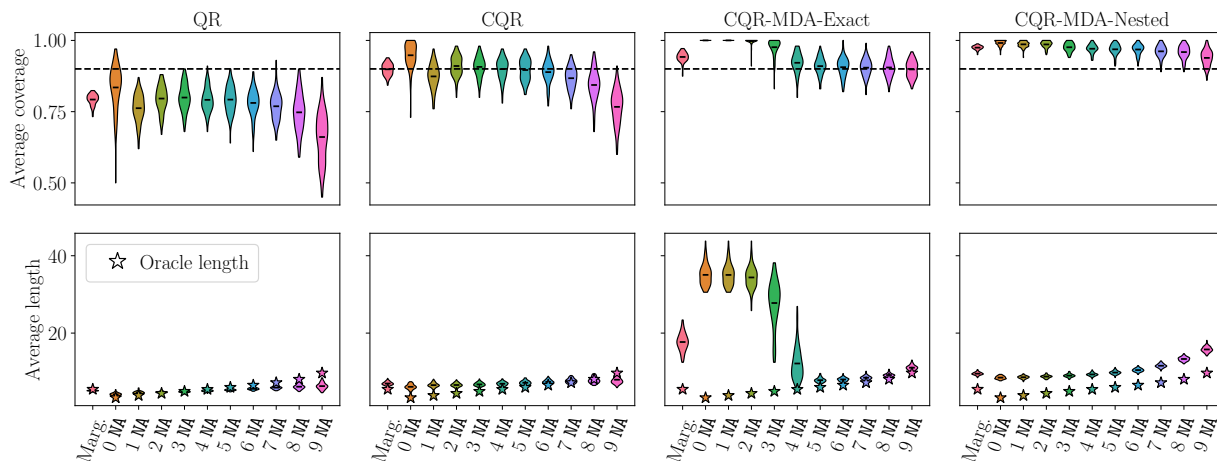 QR
CQR
CQR-MDA-Exact
CQR-MDA-Nested
Average coverage
1.00
0.75
0.50
Average length
40
20
Oracle length
Marg.
0 NA
1 NA
2 NA
3 NA
4 NA
5 NA
6 NA
7 NA
8 NA
9 NA
Marg.
0 NA
1 NA
2 NA
3 NA
4 NA
5 NA
6 NA
7 NA
8 NA
9 NA
Marg.
0 NA
1 NA
2 NA
3 NA
4 NA
5 NA
6 NA
7 NA
8 NA
9 NA
Marg.
0 NA
1 NA
2 NA
3 NA
4 NA
5 NA
6 NA
7 NA
8 NA
9 NA